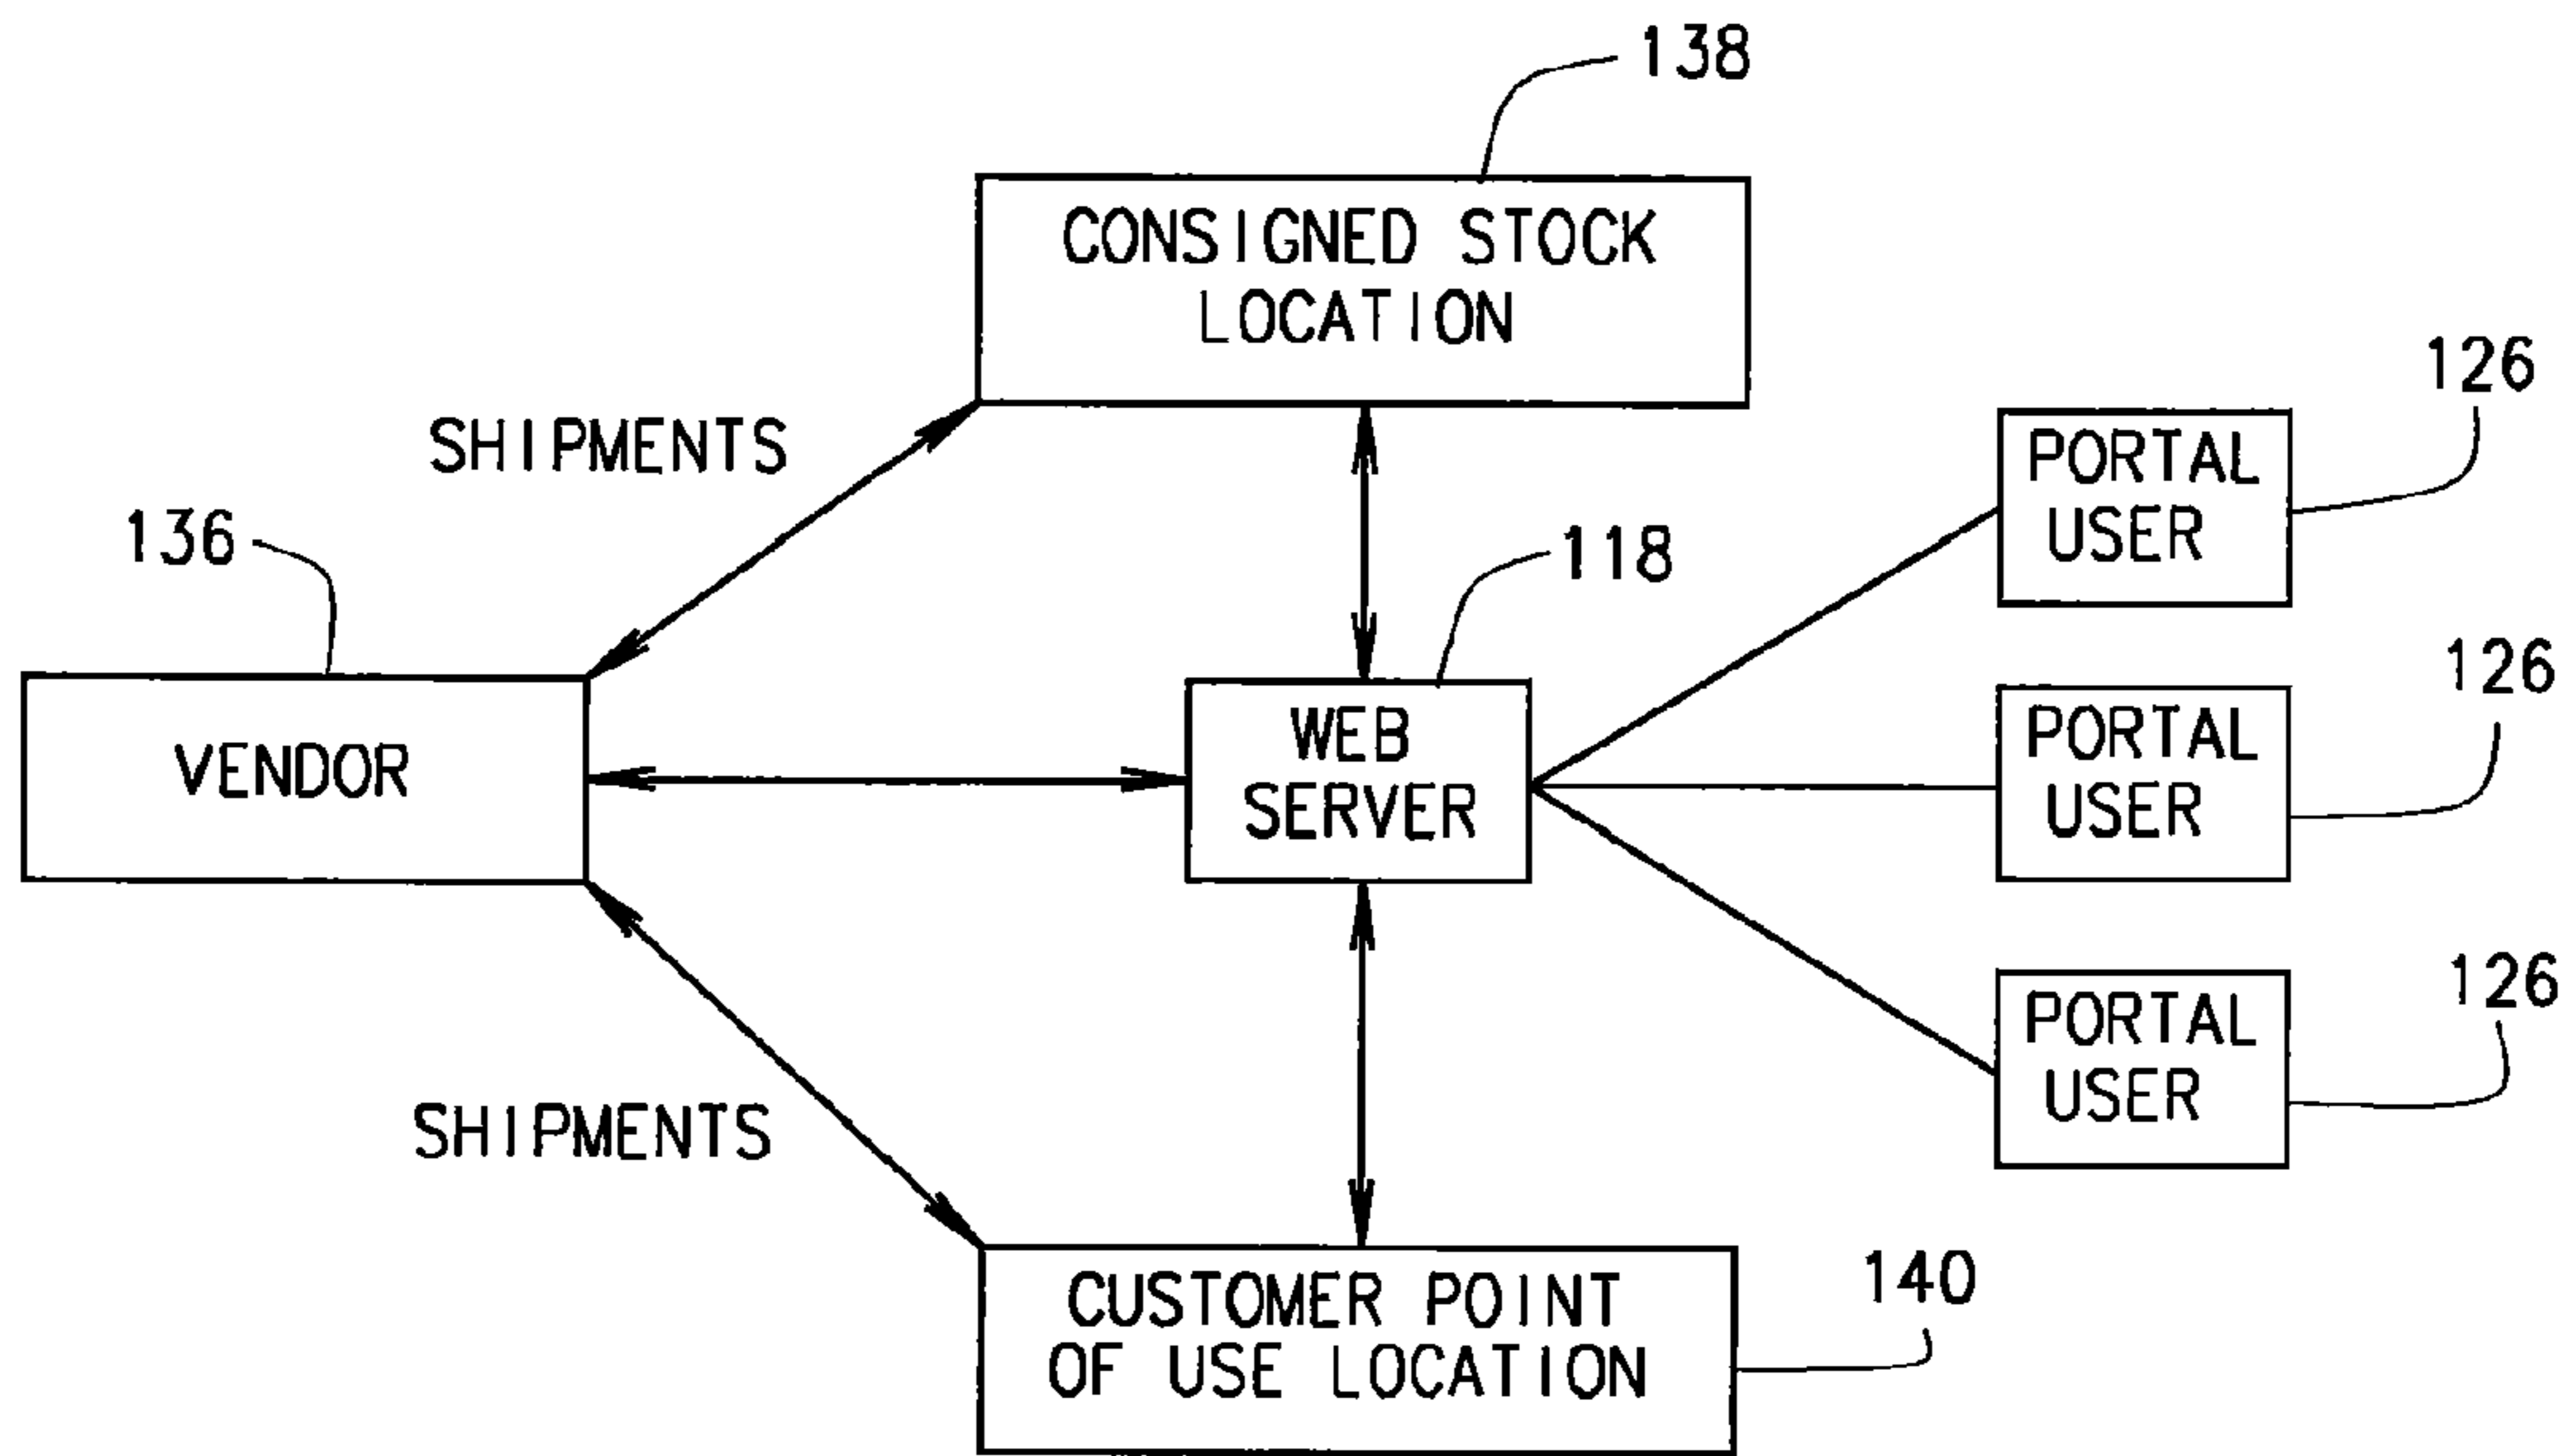 138
CONSIGNED STOCK
LOCATION
SHIPMENTS
126
PORTAL
USER
136
118
VENDOR
WEB
SERVER
126
PORTAL
USER
126
PORTAL
USER
SHIPMENTS
140
CUSTOMER POINT
OF USE LOCATION